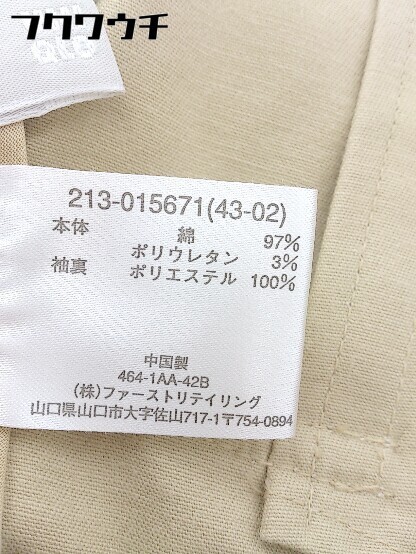 フクウウチ
213-015671(43-02)
本体 綿 97%
ポリウレタン 3%
袖裏 ポリエステル 100%
中国製
464-1AA-42B
(株)ファーストリテイリング
山口県山口市大字佐山717-1〒754-0894